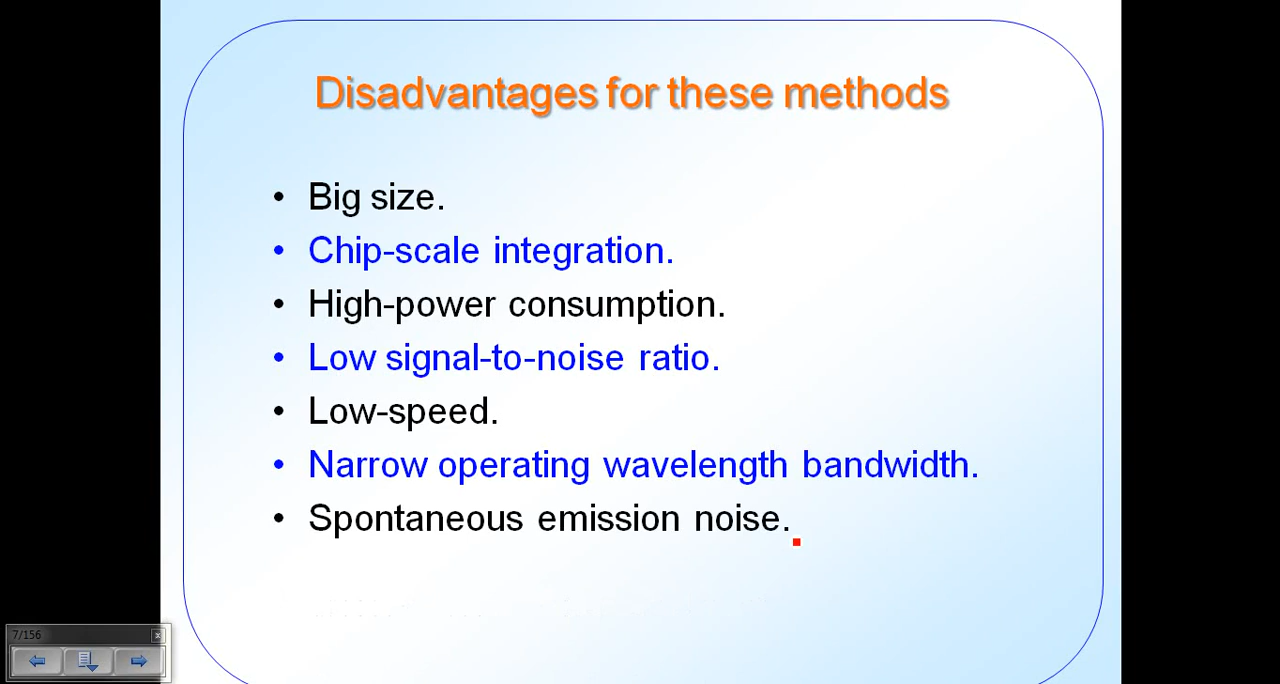 Disadvantages for these methods
• Big size.
• Chip-scale integration.
• High-power consumption.
• Low signal-to-noise ratio.
• Low-speed.
• Narrow operating wavelength bandwidth.
• Spontaneous emission noise.
7/156
x